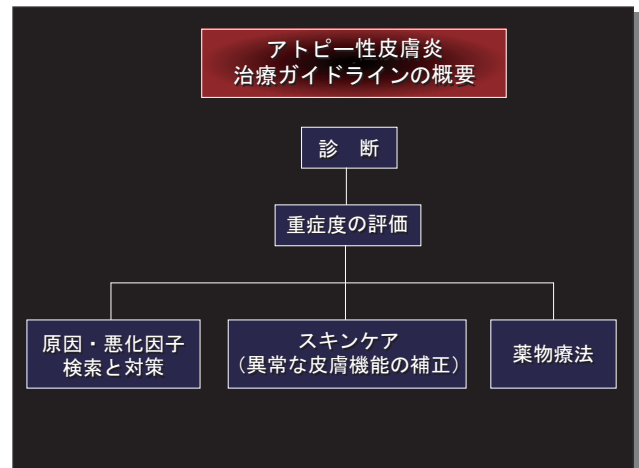 アトピー性皮膚炎
治療ガイドラインの概要
診　断
重症度の評価
原因・悪化因子
検索と対策
スキンケア
（異常な皮膚機能の補正）
薬物療法